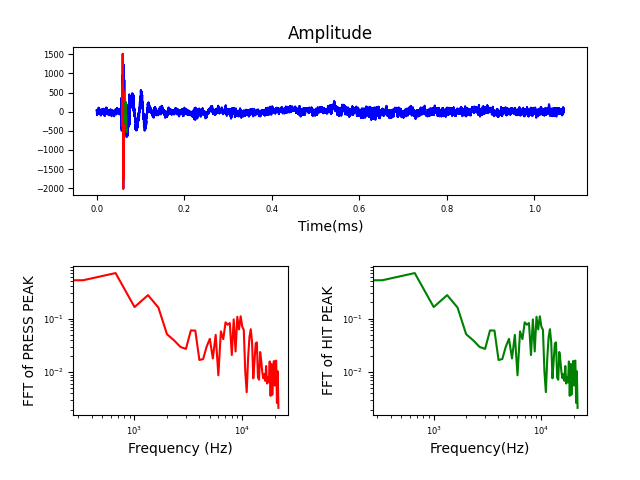 Amplitude
1500
1000
500
0
−500
−1000
−1500
−2000
0.0 0.2 0.4 0.6 0.8 1.0
Time(ms)
FFT of PRESS PEAK
10⁻¹
10⁻²
10³ 10⁴
Frequency (Hz)
FFT of HIT PEAK
10⁻¹
10⁻²
10³ 10⁴
Frequency(Hz)